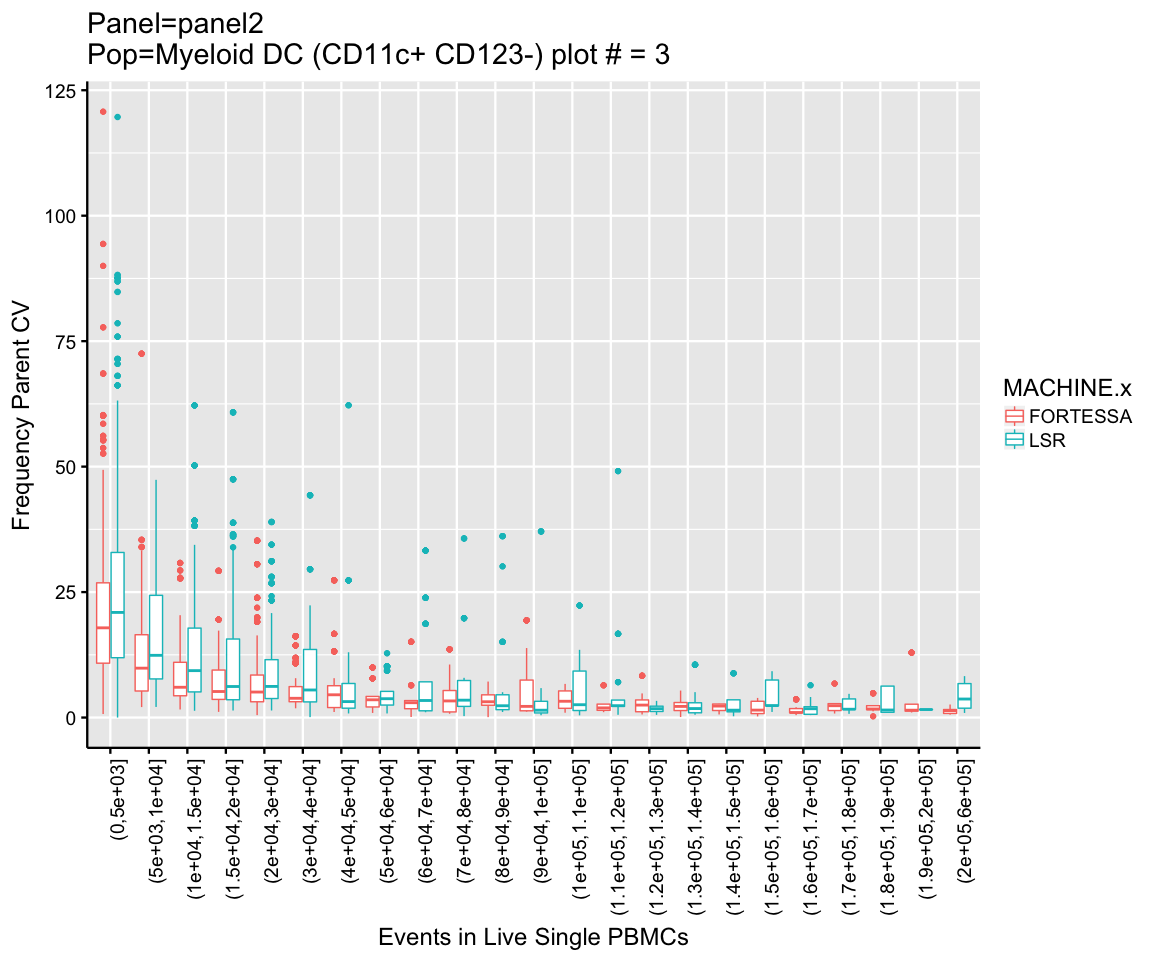 Panel=panel2
Pop=Myeloid DC (CD11c+ CD123-) plot # = 3
125
100
75
50
25
0
Frequency Parent CV
(0,5e+03]
(5e+03,1e+04]
(1e+04,1.5e+04]
(1.5e+04,2e+04]
(2e+04,3e+04]
(3e+04,4e+04]
(4e+04,5e+04]
(5e+04,6e+04]
(6e+04,7e+04]
(7e+04,8e+04]
(8e+04,9e+04]
(9e+04,1e+05]
(1e+05,1.1e+05]
(1.1e+05,1.2e+05]
(1.2e+05,1.3e+05]
(1.3e+05,1.4e+05]
(1.4e+05,1.5e+05]
(1.5e+05,1.6e+05]
(1.6e+05,1.7e+05]
(1.7e+05,1.8e+05]
(1.8e+05,1.9e+05]
(1.9e+05,2e+05]
(2e+05,6e+05]
Events in Live Single PBMCs
MACHINE.x
FORTESSA
LSR